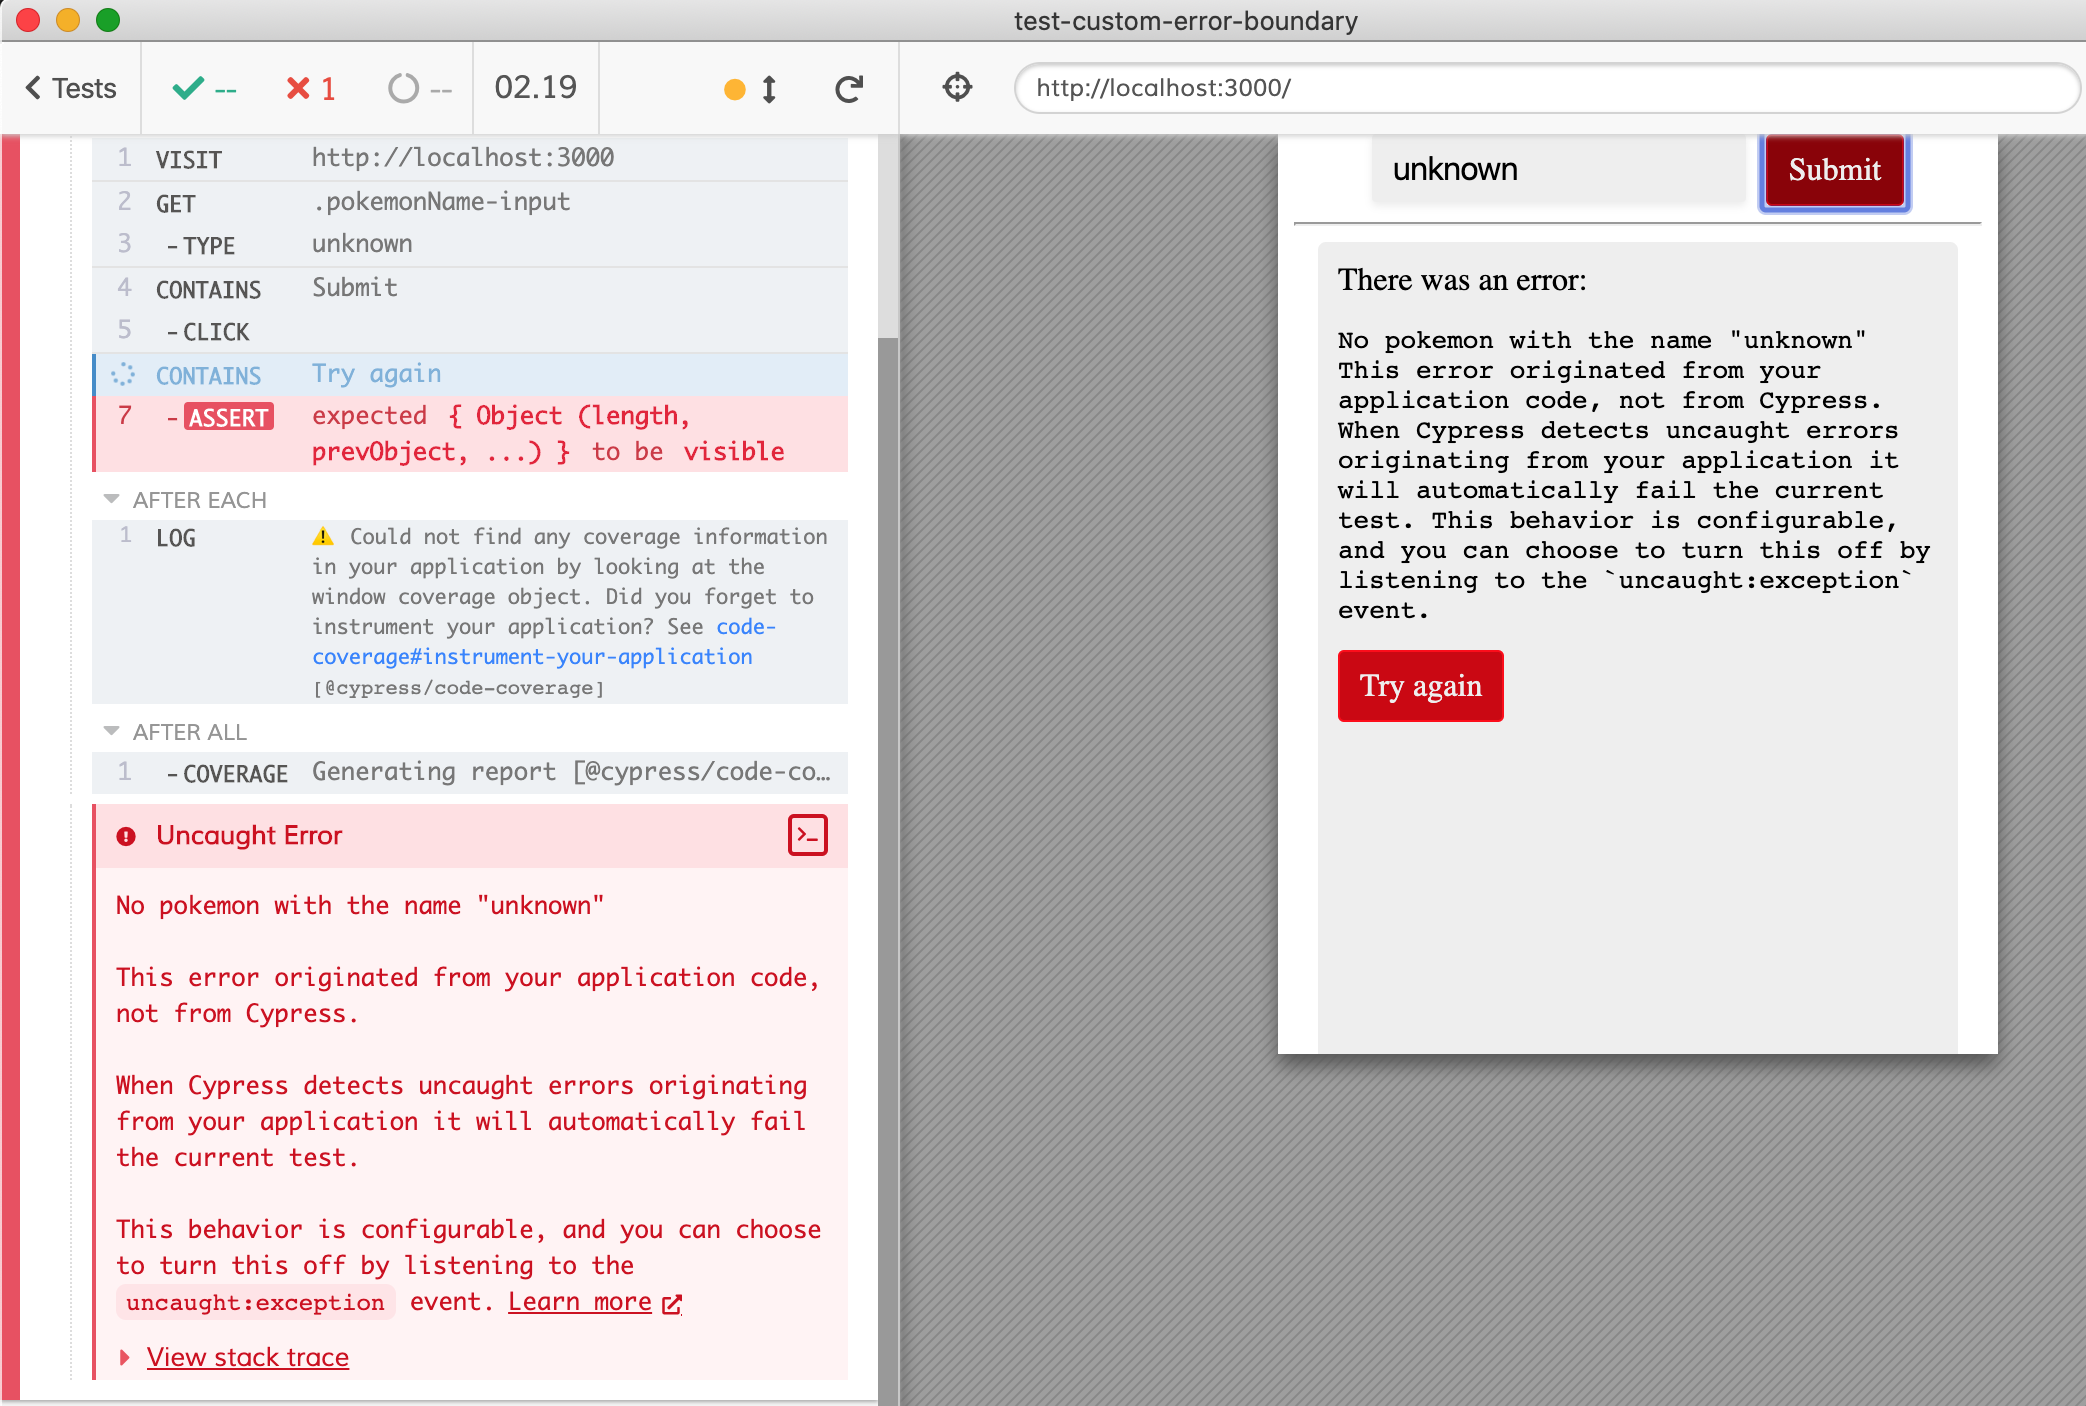 test-custom-error-boundary
Tests
--
1
--
02.19
http://localhost:3000/
1 VISIT http://localhost:3000
2 GET .pokemonName-input
3 -TYPE unknown
4 CONTAINS Submit
5 -CLICK
CONTAINS Try again
7 -ASSERT expected { Object (length,
prevObject, ...) } to be visible
AFTER EACH
1 LOG ⚠ Could not find any coverage information
in your application by looking at the
window coverage object. Did you forget to
instrument your application? See code-
coverage#instrument-your-application
[@cypress/code-coverage]
AFTER ALL
1 -COVERAGE Generating report [@cypress/code-co…
Uncaught Error
>_
No pokemon with the name "unknown"
This error originated from your application code,
not from Cypress.
When Cypress detects uncaught errors originating
from your application it will automatically fail
the current test.
This behavior is configurable, and you can choose
to turn this off by listening to the
uncaught:exception event. Learn more
View stack trace
unknown
Submit
There was an error:
No pokemon with the name "unknown"
This error originated from your
application code, not from Cypress.
When Cypress detects uncaught errors
originating from your application it
will automatically fail the current
test. This behavior is configurable,
and you can choose to turn this off by
listening to the `uncaught:exception`
event.
Try again